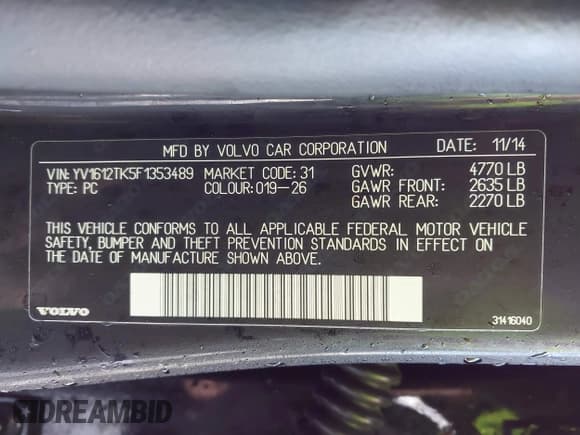 MFD BY VOLVO CAR CORPORATION DATE: 11/14
VIN: YV1612TK5F1353489 MARKET CODE: 31 GVWR: 4770 LB
TYPE: PC COLOUR: 019-26 GAWR FRONT: 2635 LB
GAWR REAR: 2270 LB
THIS VEHICLE CONFORMS TO ALL APPLICABLE FEDERAL MOTOR VEHICLE
SAFETY, BUMPER AND THEFT PREVENTION STANDARDS IN EFFECT ON
THE DATE OF MANUFACTURE SHOWN ABOVE.
VOLVO 31416040
DREAMBID